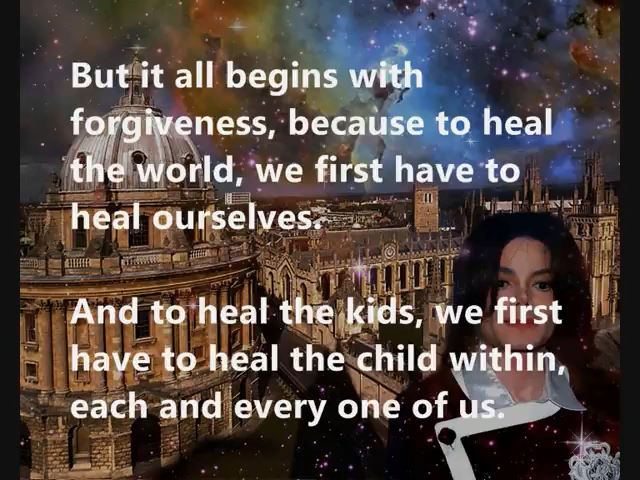 But it all begins with
forgiveness, because to heal
the world, we first have to
heal ourselves.
And to heal the kids, we first
have to heal the child within,
each and every one of us.